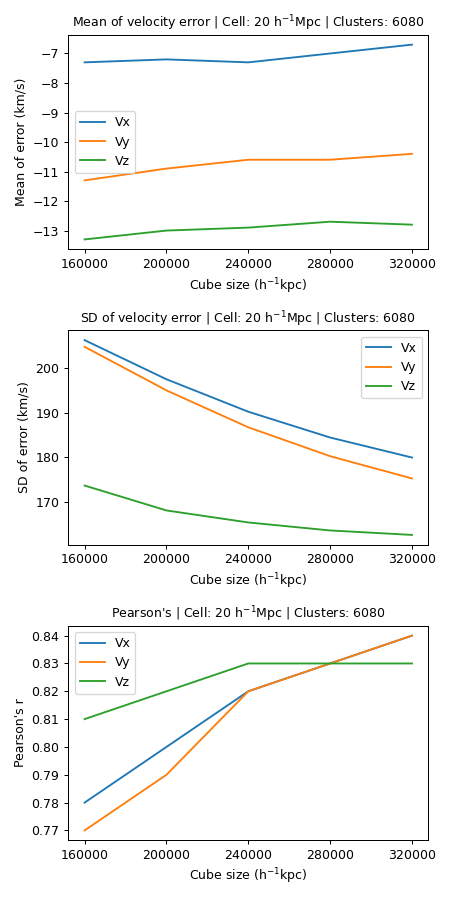 Mean of velocity error | Cell: 20 h⁻¹Mpc | Clusters: 6080
−7
−8
−9
−10
−11
−12
−13
Mean of error (km/s)
Vx
Vy
Vz
160000 200000 240000 280000 320000
Cube size (h⁻¹kpc)
SD of velocity error | Cell: 20 h⁻¹Mpc | Clusters: 6080
200
190
180
170
SD of error (km/s)
Vx
Vy
Vz
160000 200000 240000 280000 320000
Cube size (h⁻¹kpc)
Pearson's | Cell: 20 h⁻¹Mpc | Clusters: 6080
0.84
0.83
0.82
0.81
0.80
0.79
0.78
0.77
Pearson's r
Vx
Vy
Vz
160000 200000 240000 280000 320000
Cube size (h⁻¹kpc)